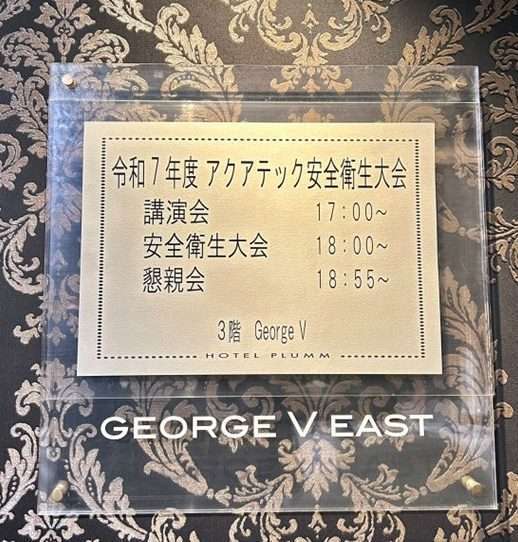 令和7年度 アクアテック安全衛生大会
講演会 17:00~
安全衛生大会 18:00~
懇親会 18:55~
3階 George V
HOTEL PLUMM
GEORGE V EAST